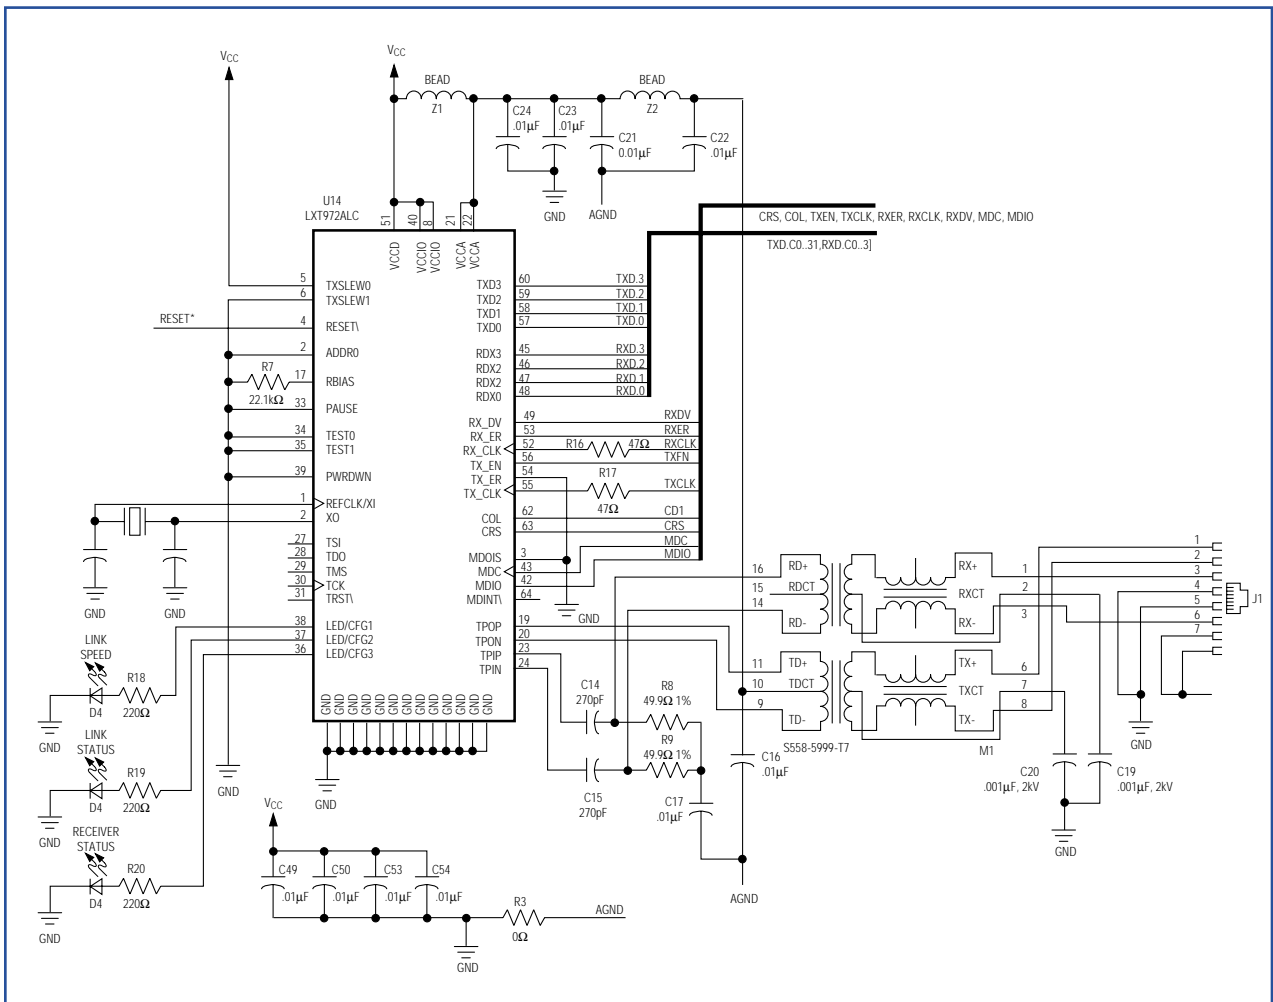 VCC
VCC
BEAD
Z1
BEAD
Z2
C24
.01µF
C23
.01µF
C21
0.01µF
C22
.01µF
GND
AGND
U14
LXT972ALC
51
40
8
21
22
VCCD
VCCIO
VCCIO
VCCA
VCCA
CRS, COL, TXEN, TXCLK, RXER, RXCLK, RXDV, MDC, MDIO
TXD.C0..31,RXD.C0..3]
5 TXSLEW0
6 TXSLEW1
RESET* 4 RESET\
2 ADDR0
R7
22.1kΩ
17 RBIAS
33 PAUSE
34 TEST0
35 TEST1
39 PWRDWN
1 REFCLK/XI
2 XO
27 TSI
28 TDO
29 TMS
30 TCK
31 TRST\
38 LED/CFG1
37 LED/CFG2
36 LED/CFG3
GND
GND
TXD3 60 TXD.3
TXD2 59 TXD.2
TXD1 58 TXD.1
TXD0 57 TXD.0
RDX3 45 RXD.3
RDX2 46 RXD.2
RDX2 47 RXD.1
RDX0 48 RXD.0
RX_DV 49 RXDV
RX_ER 53 RXER
RX_CLK 52 R16 47Ω RXCLK
TX_EN 56 TXFN
TX_ER 54
TX_CLK 55 R17 47Ω TXCLK
COL 62 CD1
CRS 63 CRS
MDC
MDIO
MDOIS 3
MDC 43
MDIO 42
MDINT\ 64
GND
TPOP 19
TPON 20
TPIP 23
TPIN 24
GND GND GND GND GND GND GND GND GND GND GND GND GND
GND
LINK
SPEED
D4
R18
220Ω
GND
LINK
STATUS
D4
R19
220Ω
GND
RECEIVER
STATUS
D4
R20
220Ω
GND
GND
C14
270pF
C15
270pF
R8
49.9Ω 1%
R9
49.9Ω 1%
C17
.01µF
C16
.01µF
AGND
16 RD+
15 RDCT
14 RD-
11 TD+
10 TDCT
9 TD-
S558-5999-T7
RX+ 1
RXCT 2
RX- 3
TX+ 6
TXCT 7
TX- 8
M1
1
2
3
4
5
6
7
J1
GND
C20
.001µF, 2kV
C19
.001µF, 2kV
GND
VCC
C49
.01µF
C50
.01µF
C53
.01µF
C54
.01µF
GND
R3
0Ω
AGND